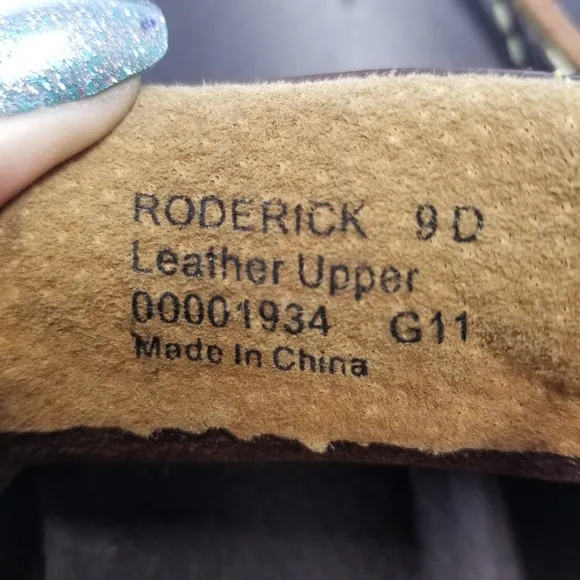 RODERICK 9 D
Leather Upper
00001934 G11
Made In China